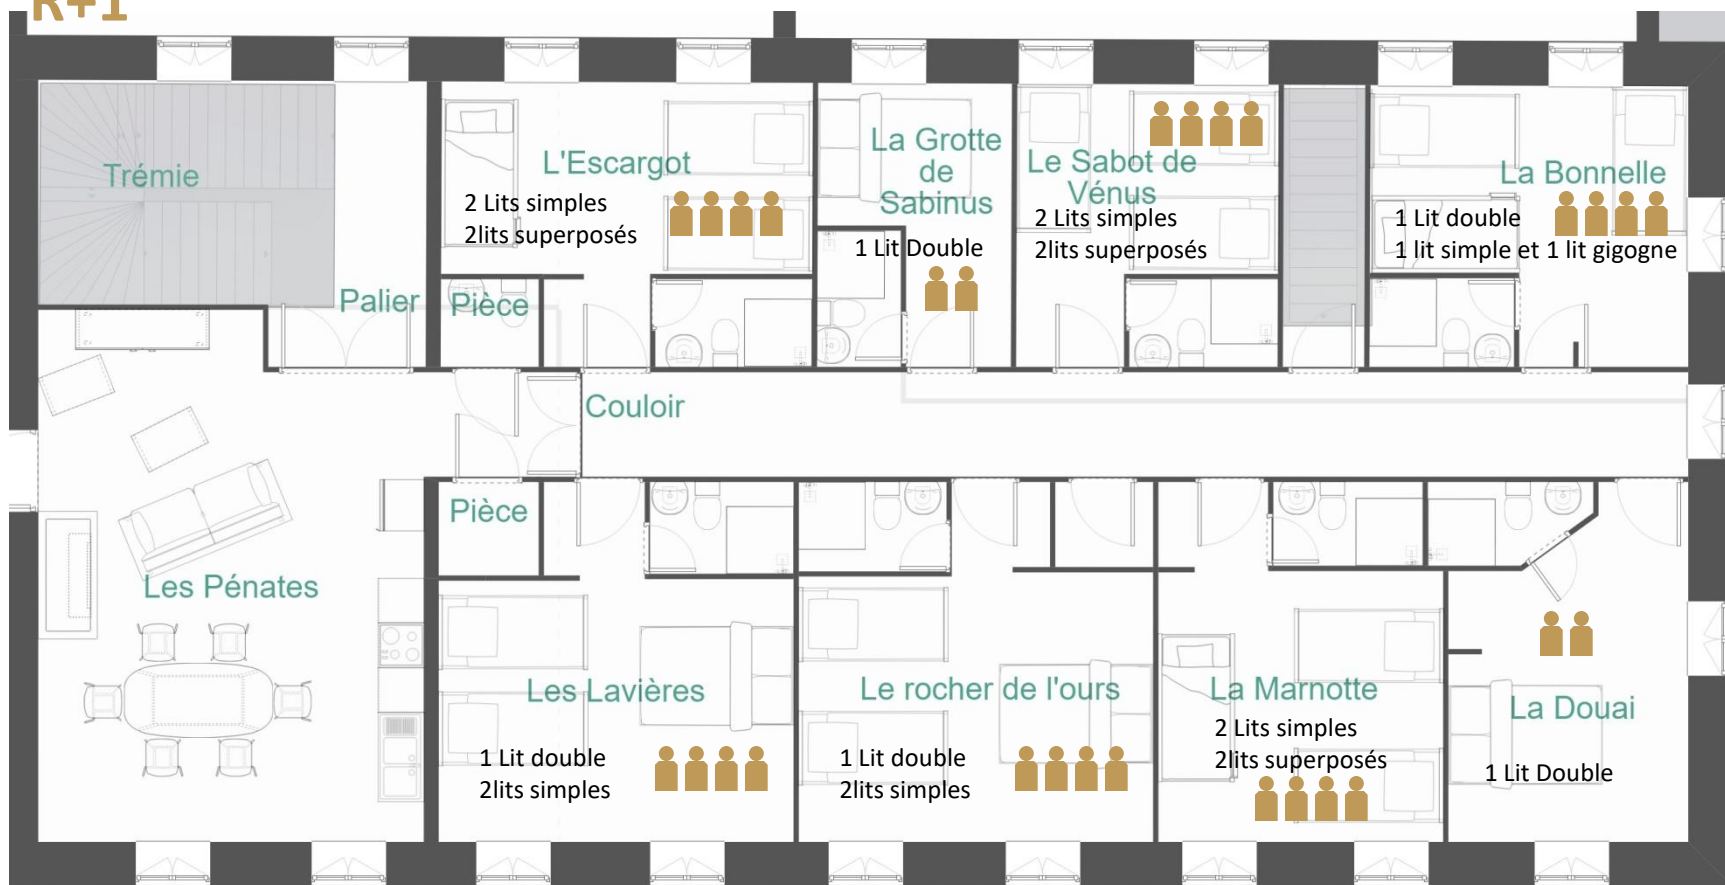 R+1
Trémie
L'Escargot
2 Lits simples
2lits superposés
La Grotte
de
Sabinus
1 Lit Double
Le Sabot de
Vénus
2 Lits simples
2lits superposés
La Bonnelle
1 Lit double
1 lit simple et 1 lit gigogne
Palier
Pièce
Couloir
Pièce
Les Pénates
Les Lavières
1 Lit double
2lits simples
Le rocher de l'ours
1 Lit double
2lits simples
La Marnotte
2 Lits simples
2lits superposés
La Douai
1 Lit Double